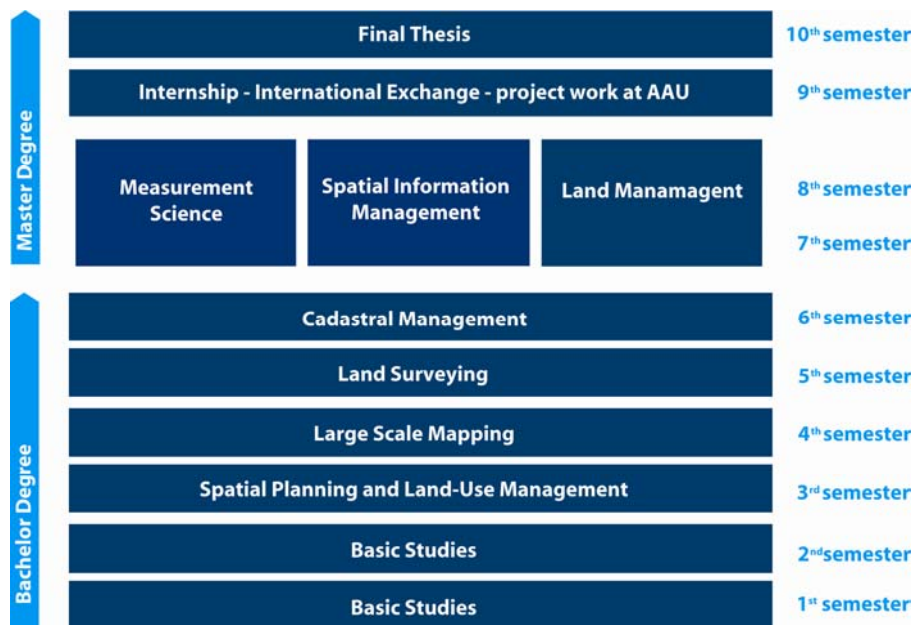 Master Degree
Final Thesis
10th semester
Internship - International Exchange - project work at AAU
9th semester
Measurement
Science
Spatial Information
Management
Land Manamagent
8th semester
7th semester
Bachelor Degree
Cadastral Management
6th semester
Land Surveying
5th semester
Large Scale Mapping
4th semester
Spatial Planning and Land-Use Management
3rd semester
Basic Studies
2nd semester
Basic Studies
1st semester